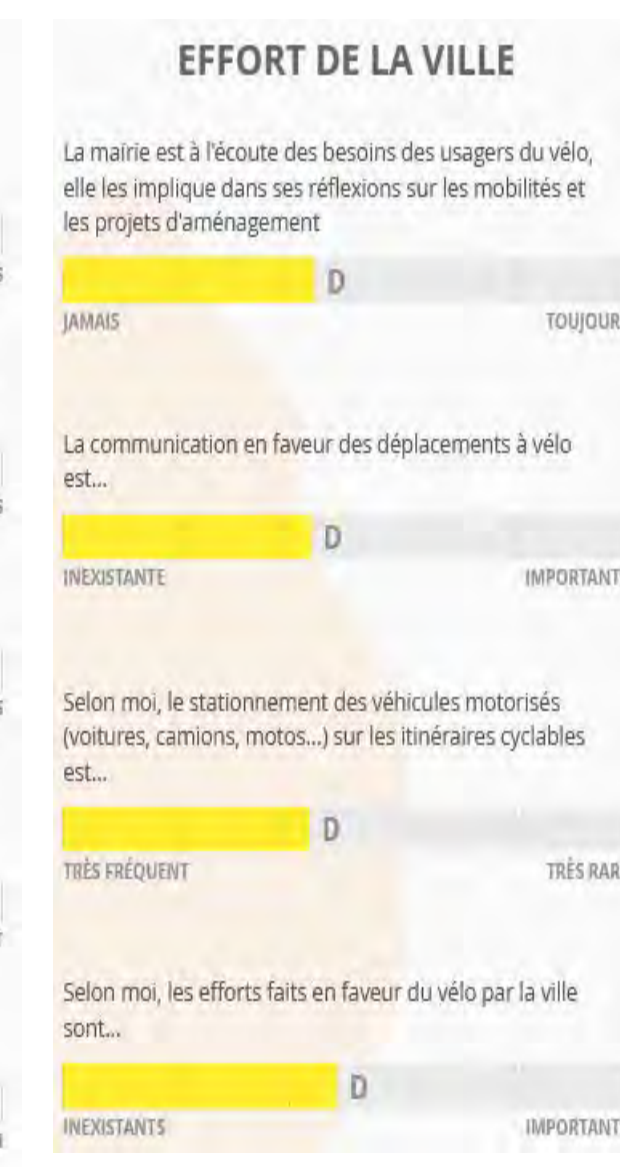 EFFORT DE LA VILLE
La mairie est à l'écoute des besoins des usagers du vélo,
elle les implique dans ses réflexions sur les mobilités et
les projets d'aménagement
D
JAMAIS TOUJOUR
La communication en faveur des déplacements à vélo
est...
D
INEXISTANTE IMPORTANT
Selon moi, le stationnement des véhicules motorisés
(voitures, camions, motos...) sur les itinéraires cyclables
est...
D
TRÈS FRÉQUENT TRÈS RAR
Selon moi, les efforts faits en faveur du vélo par la ville
sont...
D
INEXISTANTS IMPORTANT